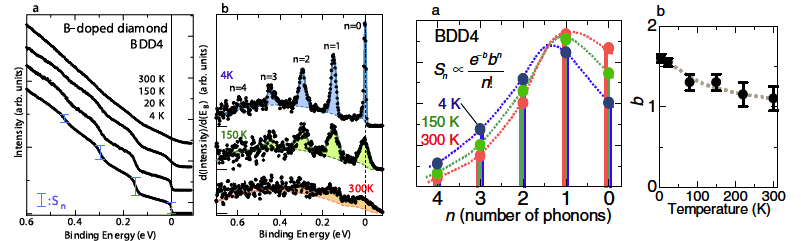 a
B-doped diamond
BDD4
300 K
150 K
20 K
4 K
:Sn
Intensity (arb. units)
0.6 0.4 0.2 0
Binding Energy (eV)
b
n=0
n=1
n=2
n=3
n=4
4K
150 K
300K
d(Intensity)/d(EB) (arb. units)
0.6 0.4 0.2 0
Binding Energy (eV)
a
BDD4
Sn ∝ e^-b b^n / n!
4 K
150 K
300 K
4 3 2 1 0
n (number of phonons)
b
2
1
0
b
0 100 200 300
Temperature (K)